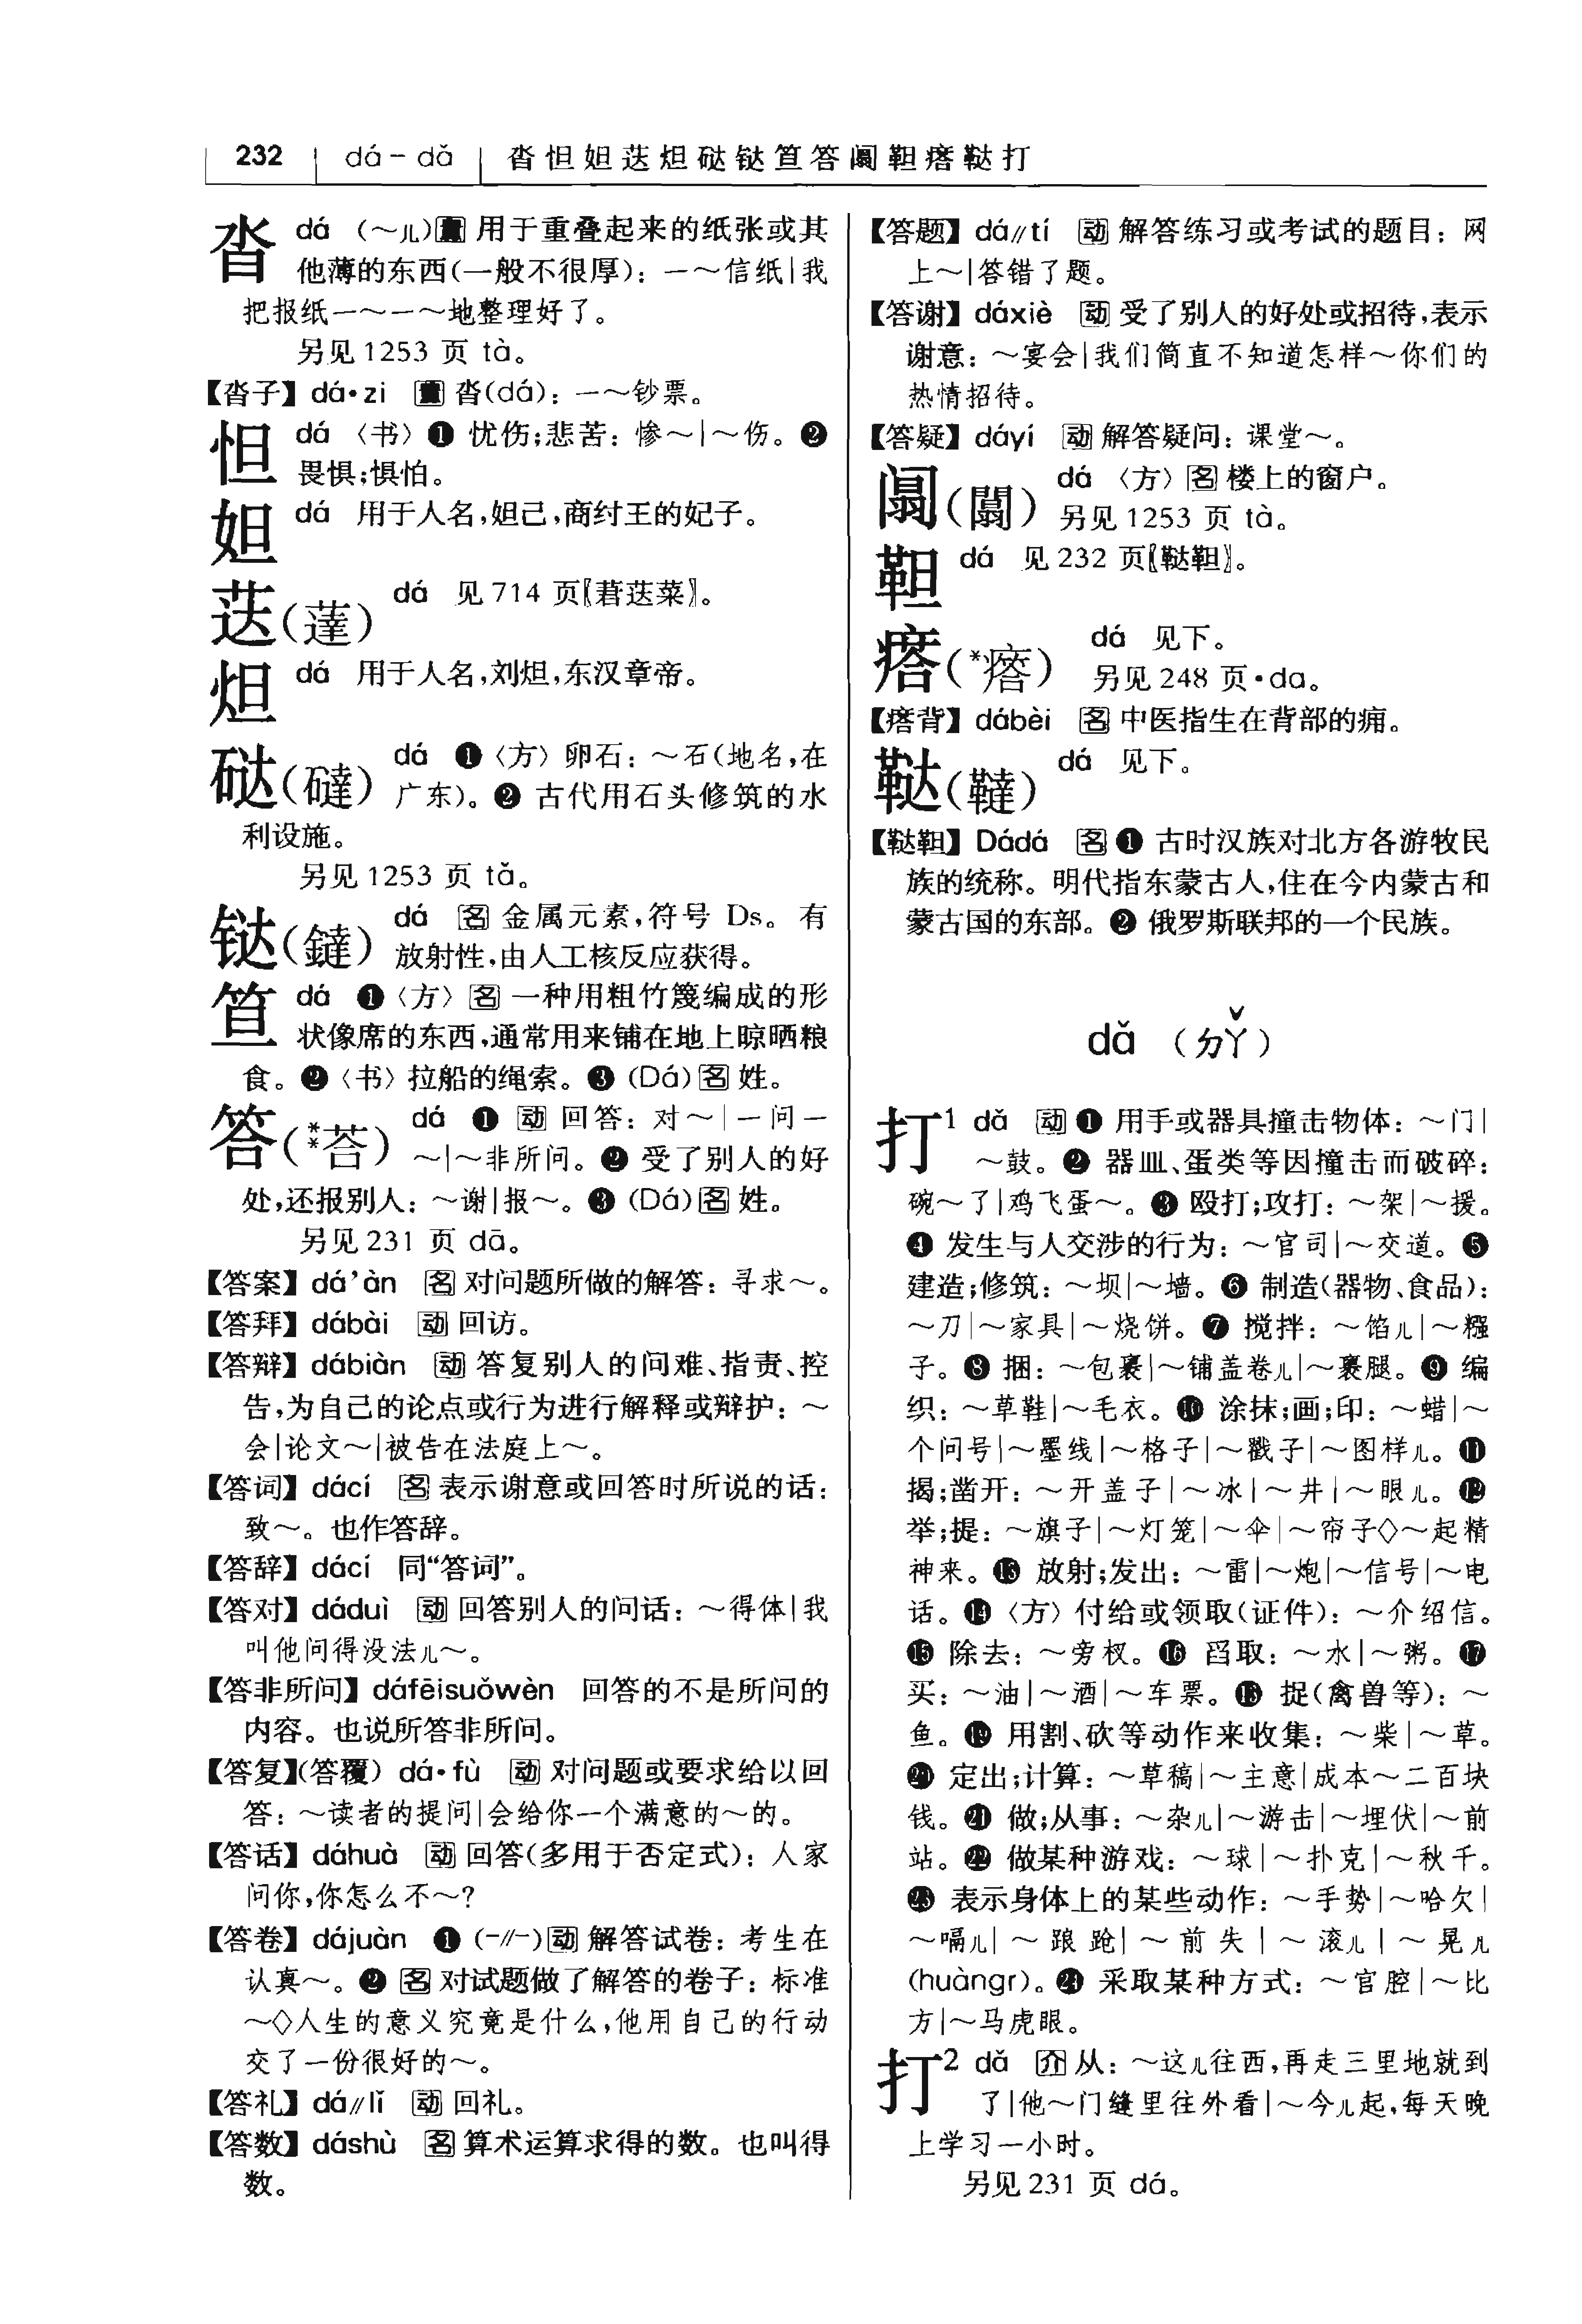 232 dá－dǎ 沓怛妲荙炟硊钛笪答阘靼瘩鞑打
沓 dá （～儿）量 用于重叠起来的纸张或其
他薄的东西（一般不很厚）：一～信纸|我
把报纸一～一～地整理好了。
另见1253 页 tà。
【沓子】 dá•zi 量 沓(dá)：一～钞票。
怛 dá 〈书〉❶ 忧伤;悲苦：惨～|～伤。❷
畏惧;惧怕。
妲 dá 用于人名,妲己,商纣王的妃子。
荙(薘) dá 见714 页〖莙荙菜〗。
炟 dá 用于人名,刘炟,东汉章帝。
跶(躂) dá ❶〈方〉卵石：～石(地名,在
广东)。❷ 古代用石头修筑的水
利设施。
另见1253 页 tǎ。
𫟼(鐽) dá 名 金属元素,符号 Ds。有
放射性,由人工核反应获得。
笪 dá ❶〈方〉名 一种用粗竹篾编成的形
状像席的东西,通常用来铺在地上晾晒粮
食。❷〈书〉拉船的绳索。❸ (Dá)名 姓。
答(**荅) dá ❶ 动 回答：对～|一问一
～|～非所问。❷ 受了别人的好
处,还报别人：～谢|报～。❸ (Dá)名 姓。
另见231 页 dā。
【答案】 dá’àn 名 对问题所做的解答：寻求～。
【答拜】 dábài 动 回访。
【答辩】 dábiàn 动 答复别人的问难、指责、控
告,为自己的论点或行为进行解释或辩护：～
会|论文～|被告在法庭上～。
【答词】 dácí 名 表示谢意或回答时所说的话：
致～。也作答辞。
【答辞】 dácí 同“答词”。
【答对】 dáduì 动 回答别人的问话：～得体|我
叫他问得没法儿～。
【答非所问】 dáfēisuǒwèn 回答的不是所问的
内容。也说所答非所问。
【答复】(答覆) dá•fù 动 对问题或要求给以回
答：～读者的提问|会给你一个满意的～的。
【答话】 dáhuà 动 回答(多用于否定式)：人家
问你,你怎么不～?
【答卷】 dájuàn ❶ (-//-)动 解答试卷：考生在
认真～。❷ 名 对试题做了解答的卷子：标准
～◇人生的意义究竟是什么,他用自己的行动
交了一份很好的～。
【答礼】 dá//lǐ 动 回礼。
【答数】 dáshù 名 算术运算求得的数。也叫得
数。
【答题】 dá//tí 动 解答练习或考试的题目：网
上～|答错了题。
【答谢】 dáxiè 动 受了别人的好处或招待,表示
谢意：～宴会|我们简直不知道怎样～你们的
热情招待。
【答疑】 dáyí 动 解答疑问：课堂～。
阘(闒) dá 〈方〉名 楼上的窗户。
另见1253 页 tà。
靼 dá 见232 页〖鞑靼〗。
瘩(*瘩) dá 见下。
另见248 页•da。
【瘩背】 dábèi 名 中医指生在背部的痈。
鞑(韃) dá 见下。
【鞑靼】 Dádá 名 ❶ 古时汉族对北方各游牧民
族的统称。明代指东蒙古人,住在今内蒙古和
蒙古国的东部。❷ 俄罗斯联邦的一个民族。
dǎ （ㄉㄚˇ）
打¹ dǎ 动 ❶ 用手或器具撞击物体：～门|
～鼓。❷ 器皿、蛋类等因撞击而破碎：
碗～了|鸡飞蛋～。❸ 殴打;攻打：～架|～援。
❹ 发生与人交涉的行为：～官司|～交道。❺
建造;修筑：～坝|～墙。❻ 制造(器物、食品)：
～刀|～家具|～烧饼。❼ 搅拌：～馅儿|～糨
子。❽ 捆：～包裹|～铺盖卷儿|～裹腿。❾ 编
织：～草鞋|～毛衣。❿ 涂抹;画;印：～蜡|～
个问号|～墨线|～格子|～戳子|～图样儿。⓫
揭;凿开：～开盖子|～冰|～井|～眼儿。⓬
举;提：～旗子|～灯笼|～伞|～帘子◇～起精
神来。⓭ 放射;发出：～雷|～炮|～信号|～电
话。⓮〈方〉付给或领取(证件)：～介绍信。
⓯ 除去：～旁杈。⓰ 舀取：～水|～粥。⓱
买：～油|～酒|～车票。⓲ 捉(禽兽等)：～
鱼。⓳ 用割、砍等动作来收集：～柴|～草。
⓴ 定出;计算：～草稿|～主意|成本～二百块
钱。㉑ 做;从事：～杂儿|～游击|～埋伏|～前
站。㉒ 做某种游戏：～球|～扑克|～秋千。
㉓ 表示身体上的某些动作：～手势|～哈欠|
～嗝儿|～踉跄|～前失|～滚儿|～晃儿
(huàngr)。㉔ 采取某种方式：～官腔|～比
方|～马虎眼。
打² dǎ 介 从：～这儿往西,再走三里地就到
了|他～门缝里往外看|～今儿起,每天晚
上学习一小时。
另见231 页 dá。